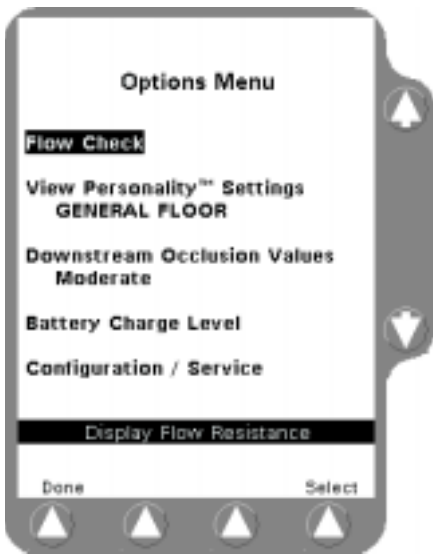 Options Menu
Flow Check
View Personality™ Settings
GENERAL FLOOR
Downstream Occlusion Values
Moderate
Battery Charge Level
Configuration / Service
Display Flow Resistance
Done Select